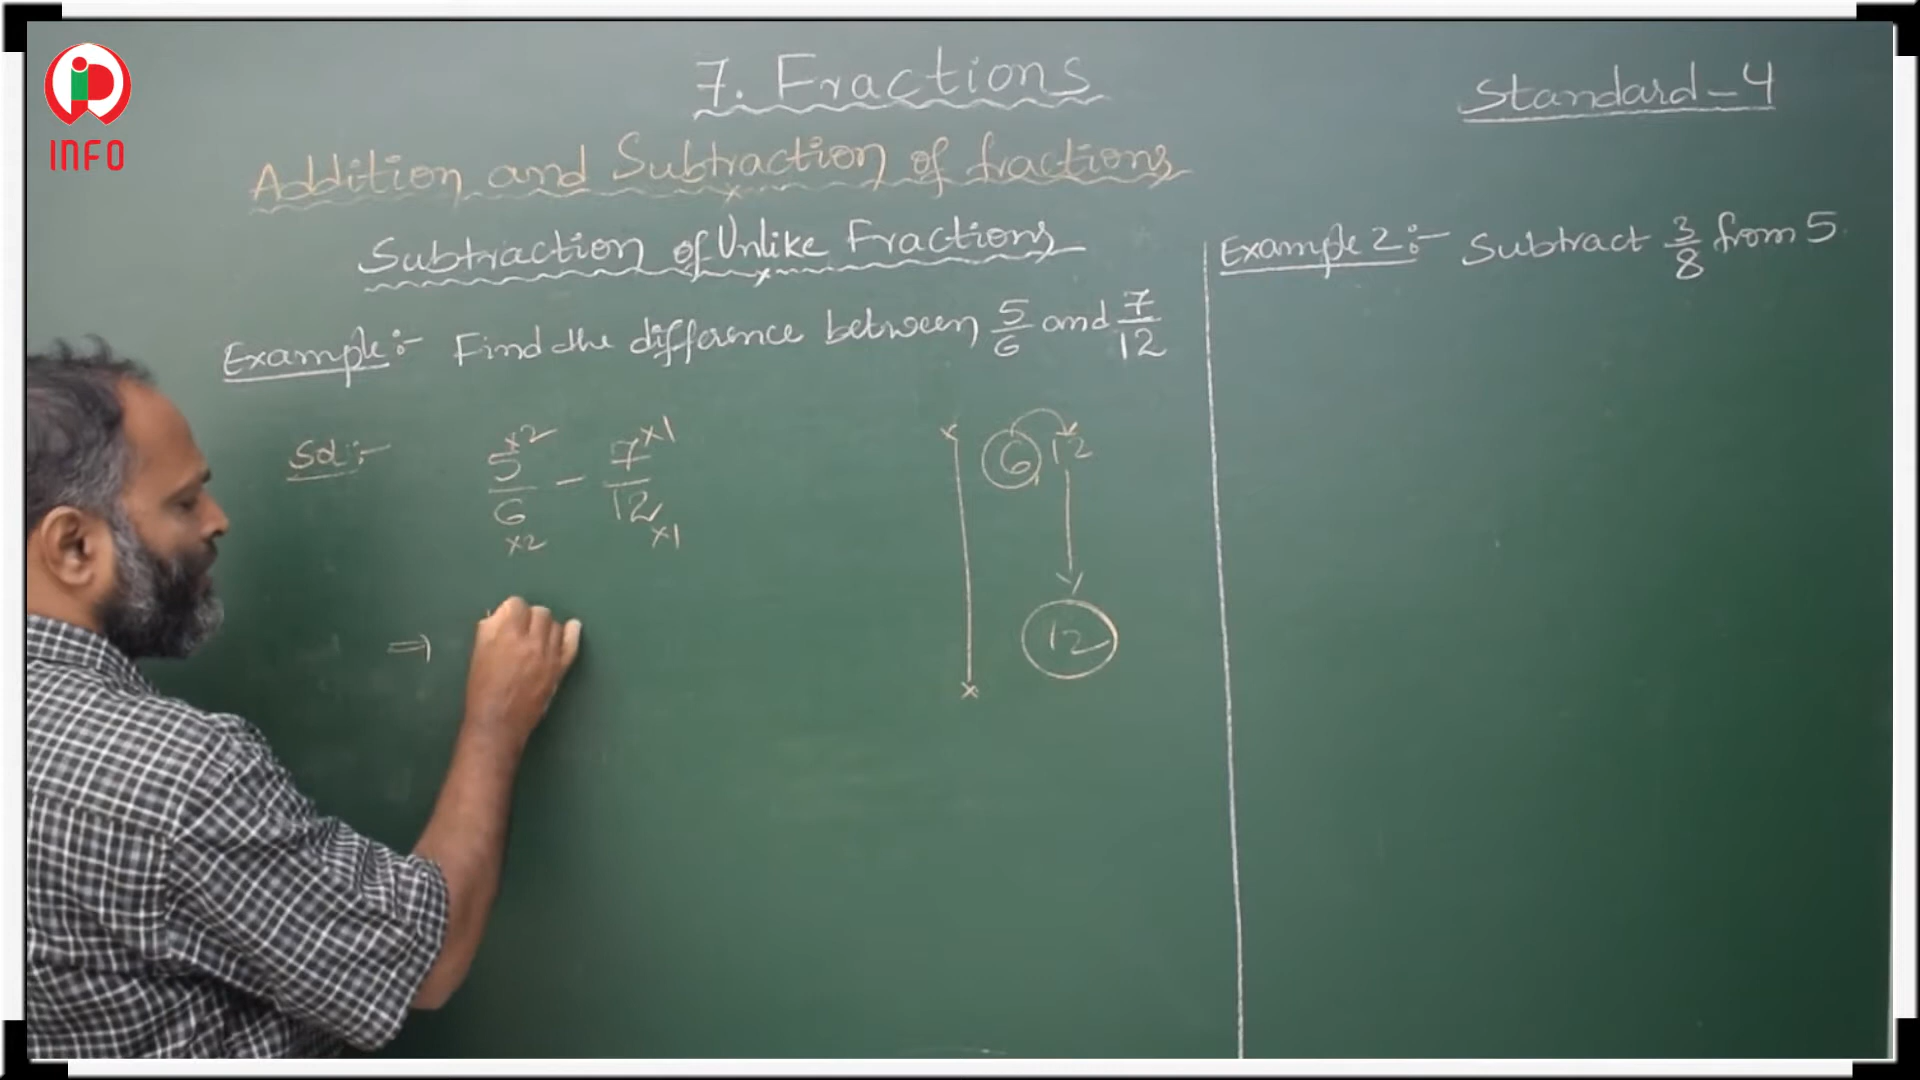 INFO
7. Fractions
Standard-4
Addition and Subtraction of fractions
Subtraction of Unlike Fractions
Example:- Find the difference between 5/6 and 7/12
Sol:-
5×2/6×2 - 7×1/12×1
⇒
6, 12
12
Example 2:- Subtract 3/8 from 5